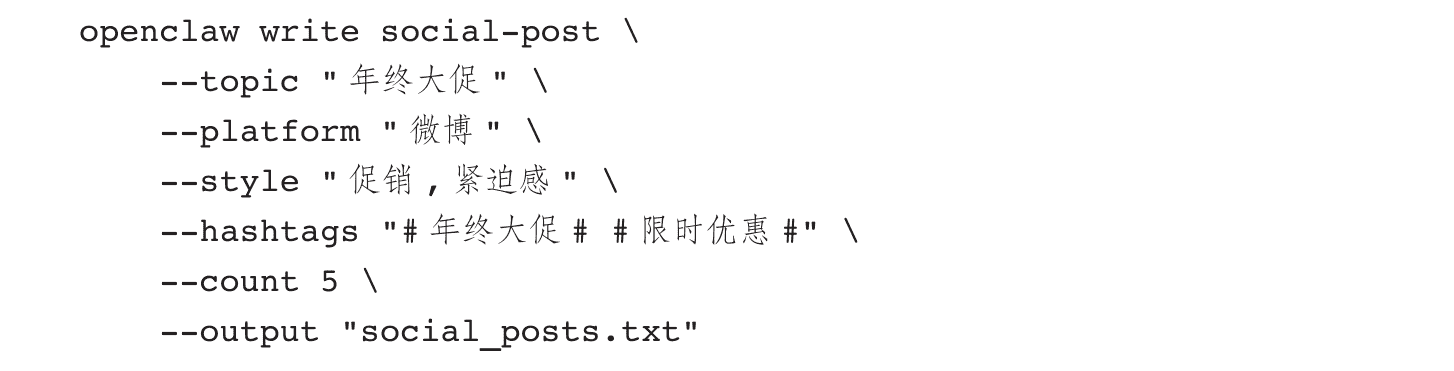 openclaw write social-post \
--topic "年终大促" \
--platform "微博" \
--style "促销,紧迫感" \
--hashtags "#年终大促# #限时优惠#" \
--count 5 \
--output "social_posts.txt"